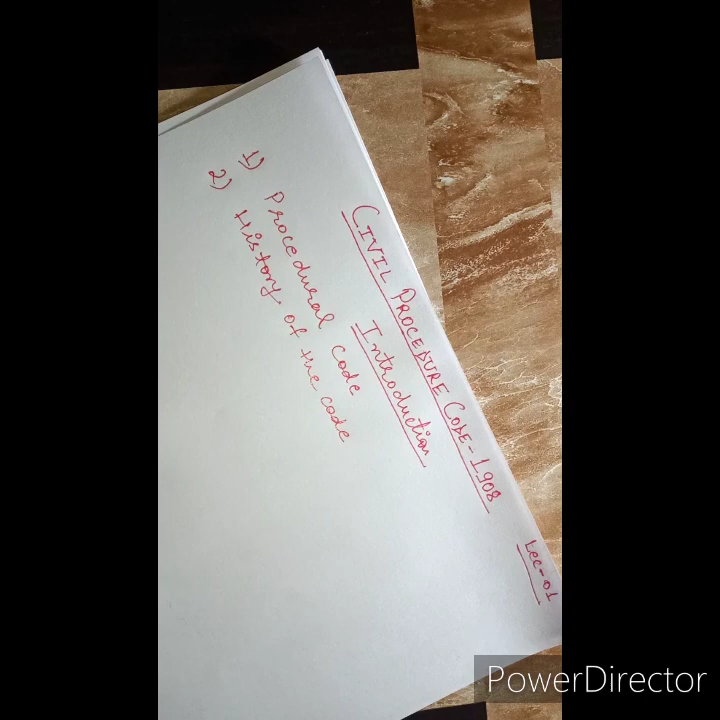 Lec-01
CIVIL PROCEDURE CODE-1908
Introduction
1) Procedural Code
2) History of the code
PowerDirector